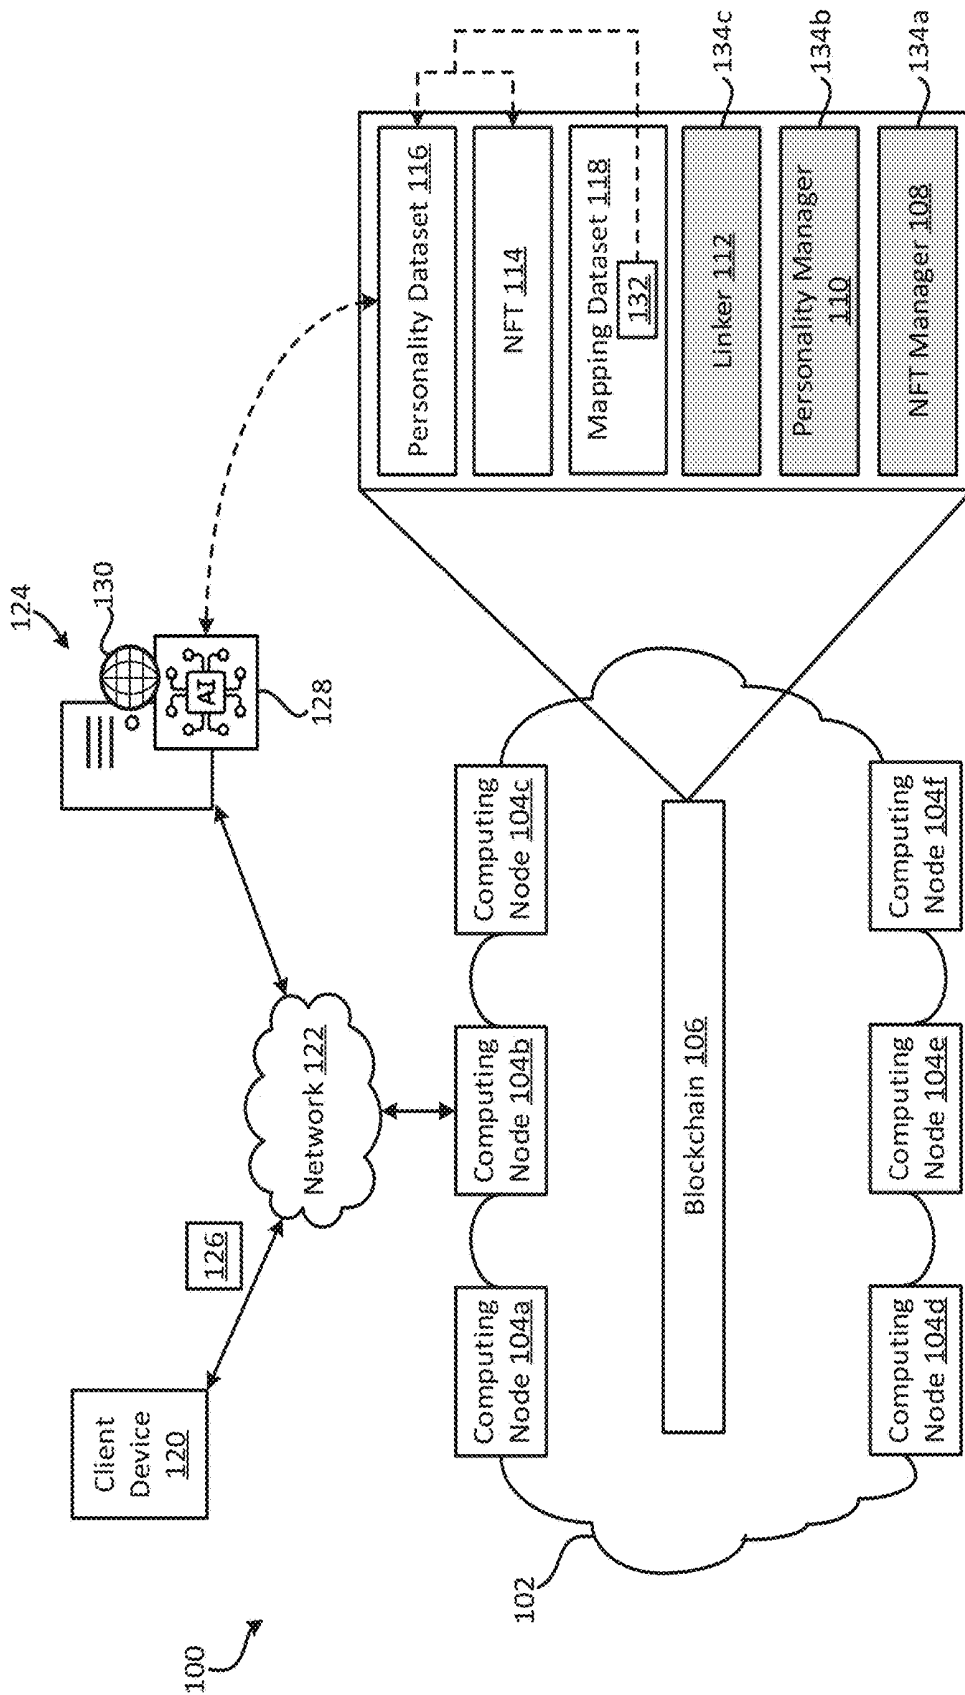 100
102
Client
Device
120
126
Network 122
124
130
AI
128
Computing
Node 104a
Computing
Node 104b
Computing
Node 104c
Blockchain 106
Computing
Node 104d
Computing
Node 104e
Computing
Node 104f
Personality Dataset 116
NFT 114
Mapping Dataset 118
132
Linker 112
134c
Personality Manager
110
134b
NFT Manager 108
134a